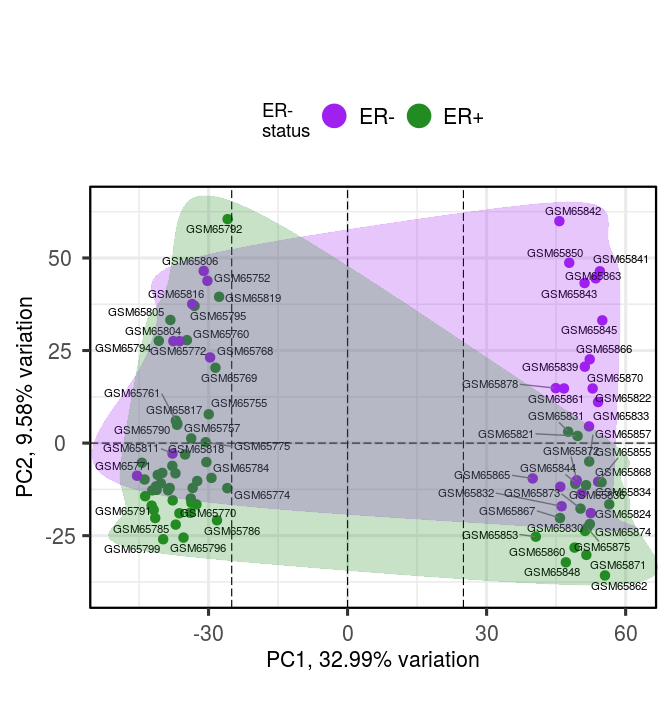 ER-
status
ER-
ER+
GSM65842
GSM65792
GSM65850
GSM65841
GSM65806
GSM65752
GSM65863
GSM65816
GSM65843
GSM65819
GSM65805
GSM65795
GSM65845
GSM65804
GSM65760
GSM65794
GSM65772
GSM65768
GSM65866
GSM65839
GSM65769
GSM65870
GSM65878
GSM65761
GSM65861
GSM65822
GSM65755
GSM65817
GSM65831
GSM65833
GSM65790
GSM65757
GSM65821
GSM65857
GSM65811
GSM65818
GSM65775
GSM65872
GSM65855
GSM65771
GSM65784
GSM65844
GSM65865
GSM65868
GSM65774
GSM65832
GSM65873
GSM65834
GSM65791
GSM65770
GSM65867
GSM65824
GSM65785
GSM65786
GSM65830
GSM65874
GSM65853
GSM65799
GSM65796
GSM65860
GSM65875
GSM65848
GSM65871
GSM65862
50
25
0
-25
-30
0
30
60
PC2, 9.58% variation
PC1, 32.99% variation